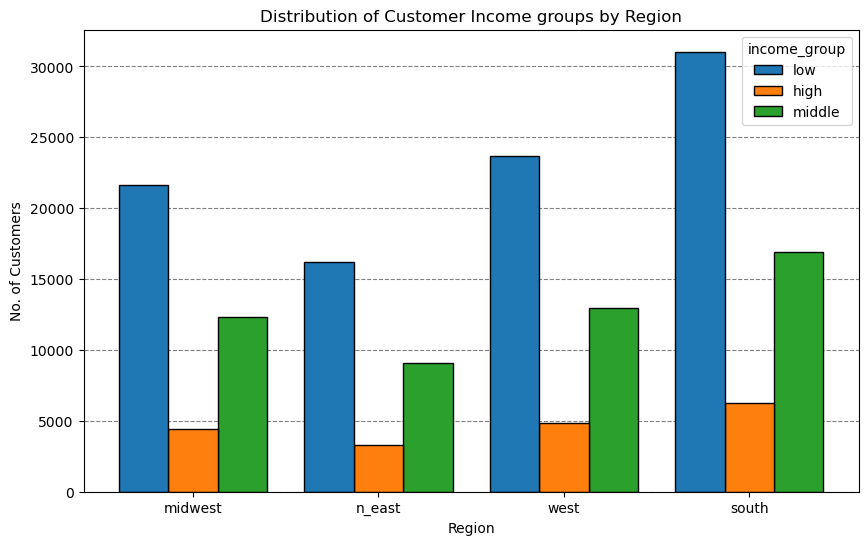 Distribution of Customer Income groups by Region
income_group
low
high
middle
No. of Customers
30000
25000
20000
15000
10000
5000
0
midwest n_east west south
Region